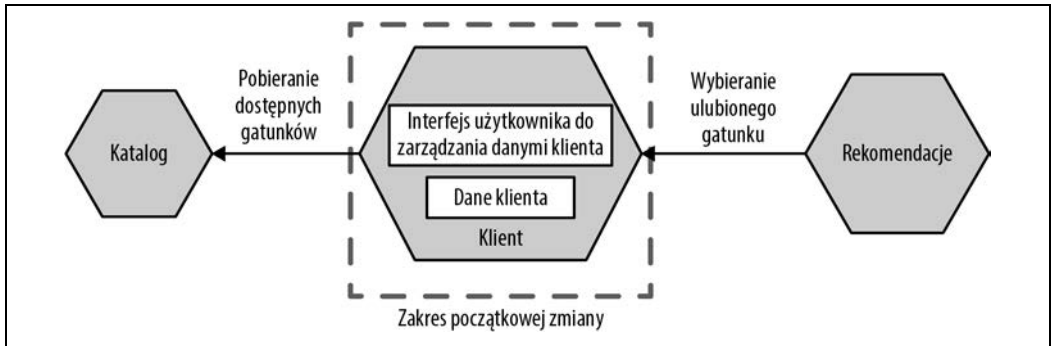 Katalog
Pobieranie
dostępnych
gatunków
Interfejs użytkownika do
zarządzania danymi klienta
Dane klienta
Klient
Wybieranie
ulubionego
gatunku
Rekomendacje
Zakres początkowej zmiany